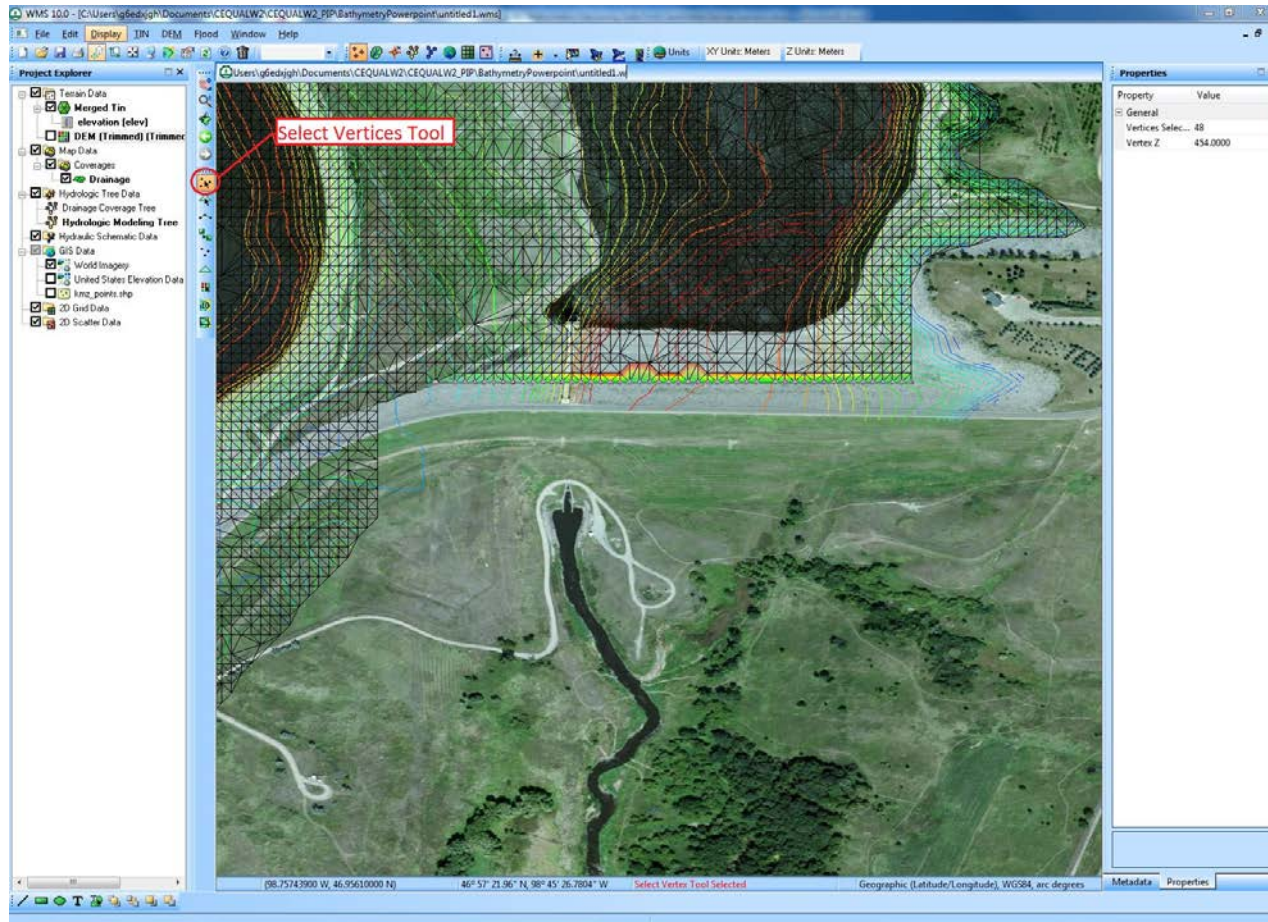 WMS 10.0 - [C:\Users\g6edxjgh\Documents\CEQUALW2\CEQUALW2_PIP\BathymetryPowerpoint\untitled1.wms]
File Edit Display TIN DEM Flood Window Help
Units XY Units: Meters Z Units: Meters
Project Explorer
Terrain Data
Merged Tin
elevation (elev)
DEM (Trimmed) (Trimmer
Map Data
Coverages
Drainage
Hydrologic Tree Data
Drainage Coverage Tree
Hydrologic Modeling Tree
Hydraulic Schematic Data
GIS Data
World Imagery
United States Elevation Data
kmz_points.shp
2D Grid Data
2D Scatter Data
\Users\g6edxjgh\Documents\CEQUALW2\CEQUALW2_PIP\BathymetryPowerpoint\untitled1.w
Select Vertices Tool
Properties
Property Value
General
Vertices Selec... 48
Vertex Z 454.0000
(98.75743900 W, 46.95610000 N) 46° 57' 21.96" N, 98° 45' 26.7804" W Select Vertex Tool Selected Geographic (Latitude/Longitude), WGS84, arc degrees
Metadata Properties